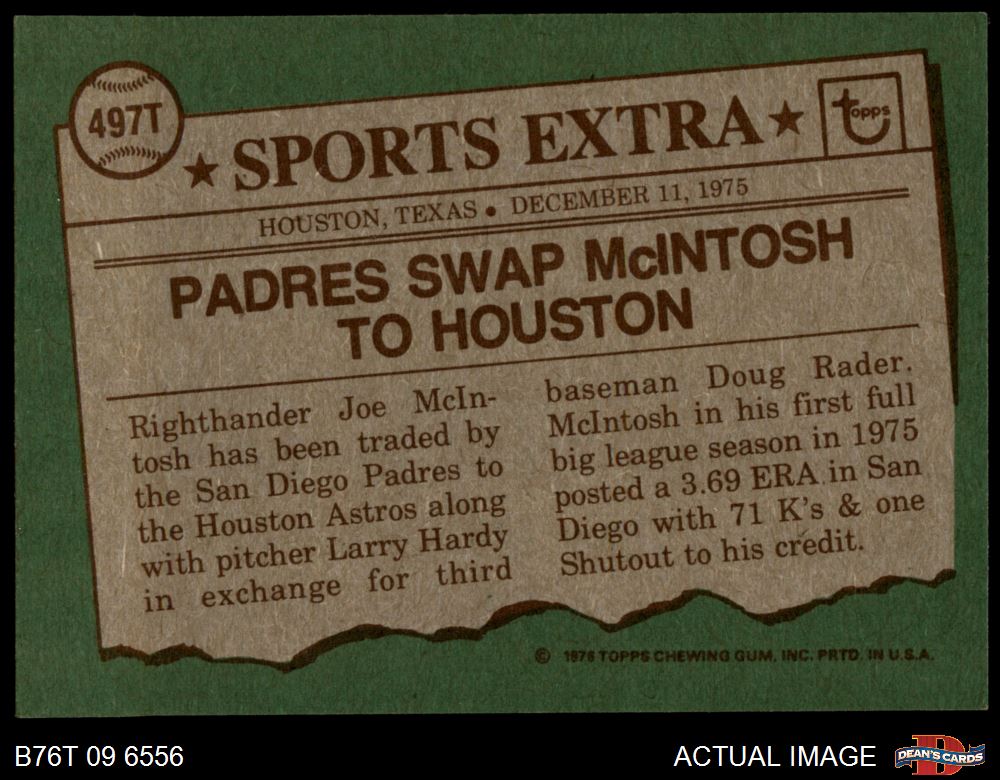 497T
★ SPORTS EXTRA ★
topps
HOUSTON, TEXAS • DECEMBER 11, 1975
PADRES SWAP McINTOSH
TO HOUSTON
Righthander Joe McIn-
tosh has been traded by
the San Diego Padres to
the Houston Astros along
with pitcher Larry Hardy
in exchange for third
baseman Doug Rader.
McIntosh in his first full
big league season in 1975
posted a 3.69 ERA in San
Diego with 71 K's & one
Shutout to his credit.
© 1976 TOPPS CHEWING GUM, INC. PRTD. IN U.S.A.
B76T 09 6556
ACTUAL IMAGE
D
DEAN'S CARDS